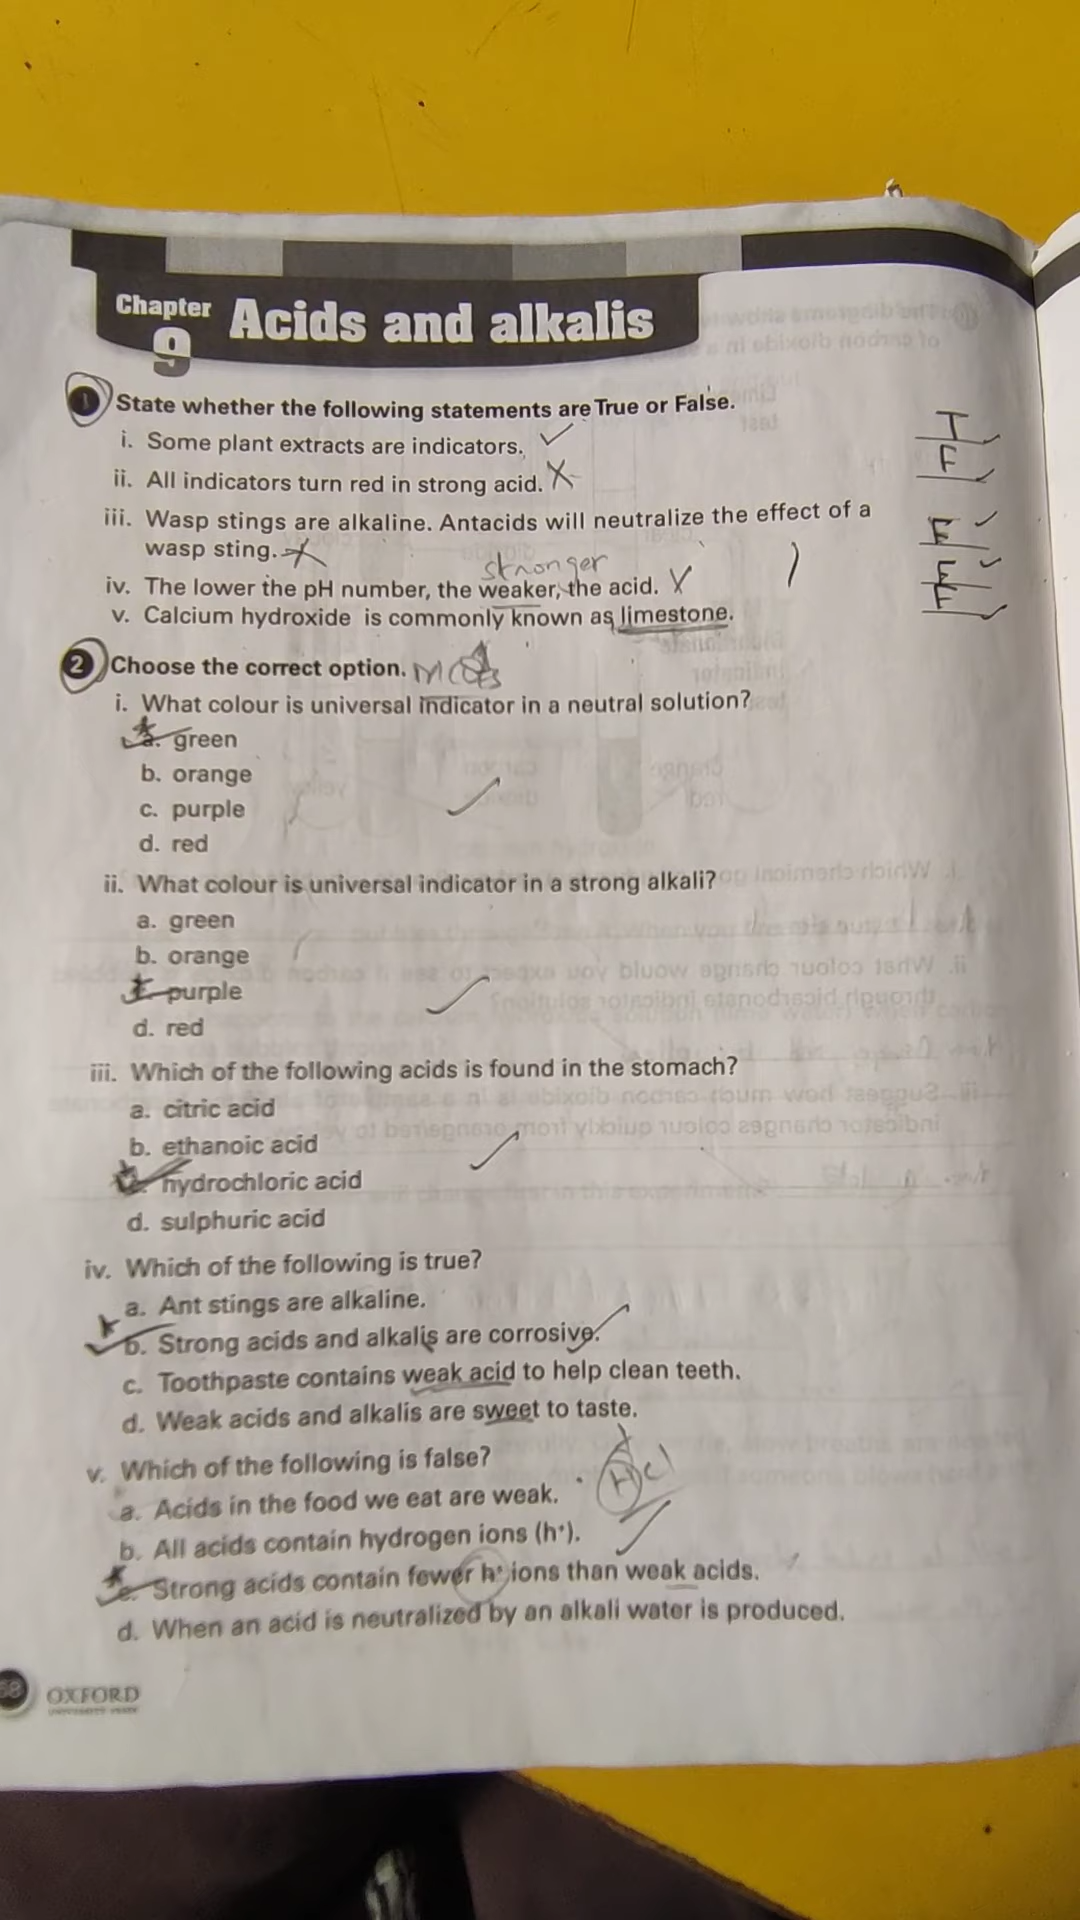 Chapter 9 Acids and alkalis
1 State whether the following statements are True or False.
i. Some plant extracts are indicators. ✓ T
ii. All indicators turn red in strong acid. X F
iii. Wasp stings are alkaline. Antacids will neutralize the effect of a
wasp sting. X F
stronger
iv. The lower the pH number, the weaker, the acid. X F
v. Calcium hydroxide is commonly known as limestone. F
2 Choose the correct option. MCQs
i. What colour is universal indicator in a neutral solution?
a. green
b. orange
c. purple
d. red
ii. What colour is universal indicator in a strong alkali?
a. green
b. orange
purple
d. red
iii. Which of the following acids is found in the stomach?
a. citric acid
b. ethanoic acid
hydrochloric acid
d. sulphuric acid
iv. Which of the following is true?
a. Ant stings are alkaline.
b. Strong acids and alkalis are corrosive.
c. Toothpaste contains weak acid to help clean teeth.
d. Weak acids and alkalis are sweet to taste.
v. Which of the following is false?
HCl
a. Acids in the food we eat are weak.
b. All acids contain hydrogen ions (h⁺).
c. Strong acids contain fewer h⁺ ions than weak acids.
d. When an acid is neutralized by an alkali water is produced.
68 OXFORD
UNIVERSITY PRESS